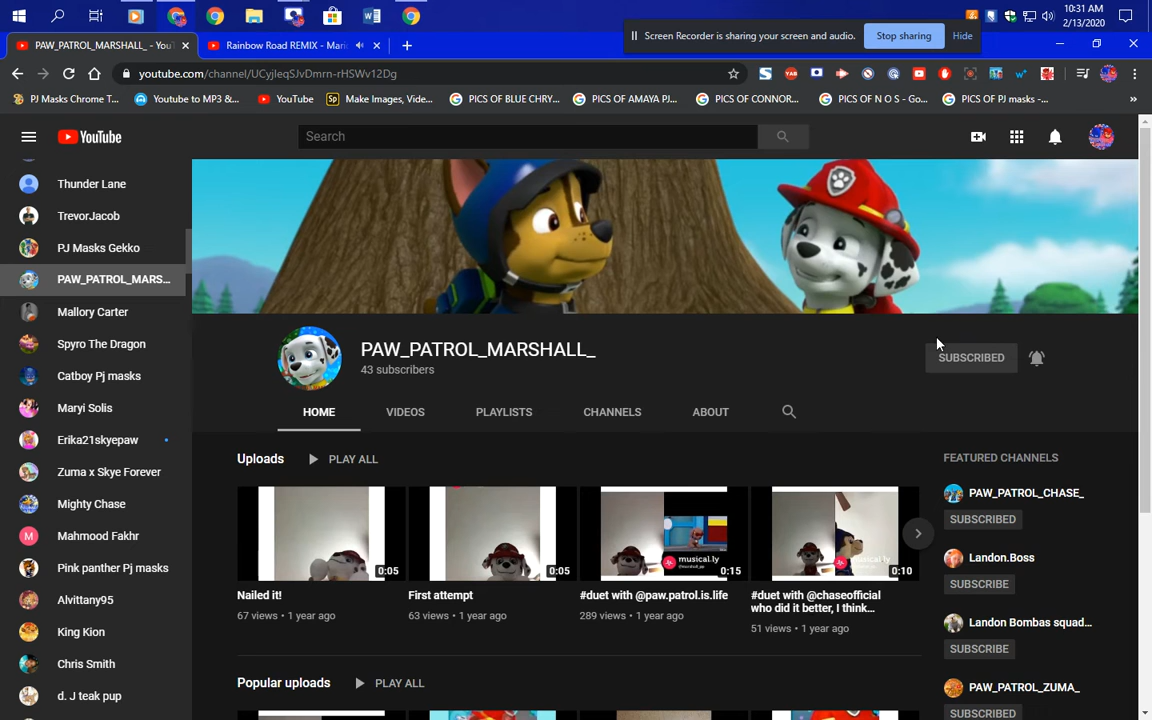 10:31 AM
2/13/2020
Screen Recorder is sharing your screen and audio. Stop sharing Hide
PAW_PATROL_MARSHALL_ - You
Rainbow Road REMIX - Mari
youtube.com/channel/UCyjleqSJvDmrn-rHSWv12Dg
PJ Masks Chrome T...
Youtube to MP3 &...
YouTube
Make Images, Vide...
PICS OF BLUE CHRY...
PICS OF AMAYA PJ...
PICS OF CONNOR...
PICS OF N O S - Go...
PICS OF PJ masks -...
YouTube
Search
Thunder Lane
TrevorJacob
PJ Masks Gekko
PAW_PATROL_MARS...
Mallory Carter
Spyro The Dragon
Catboy Pj masks
Maryi Solis
Erika21skyepaw
Zuma x Skye Forever
Mighty Chase
M Mahmood Fakhr
Pink panther Pj masks
Alvittany95
King Kion
Chris Smith
d. J teak pup
PAW_PATROL_MARSHALL_
43 subscribers
SUBSCRIBED
HOME VIDEOS PLAYLISTS CHANNELS ABOUT
Uploads PLAY ALL
0:05
Nailed it!
67 views • 1 year ago
0:05
First attempt
63 views • 1 year ago
musical.ly
0:15
#duet with @paw.patrol.is.life
289 views • 1 year ago
musical.ly
0:10
#duet with @chaseofficial
who did it better, I think...
51 views • 1 year ago
Popular uploads PLAY ALL
FEATURED CHANNELS
PAW_PATROL_CHASE_
SUBSCRIBED
Landon.Boss
SUBSCRIBE
Landon Bombas squad...
SUBSCRIBE
PAW_PATROL_ZUMA_
SUBSCRIBED